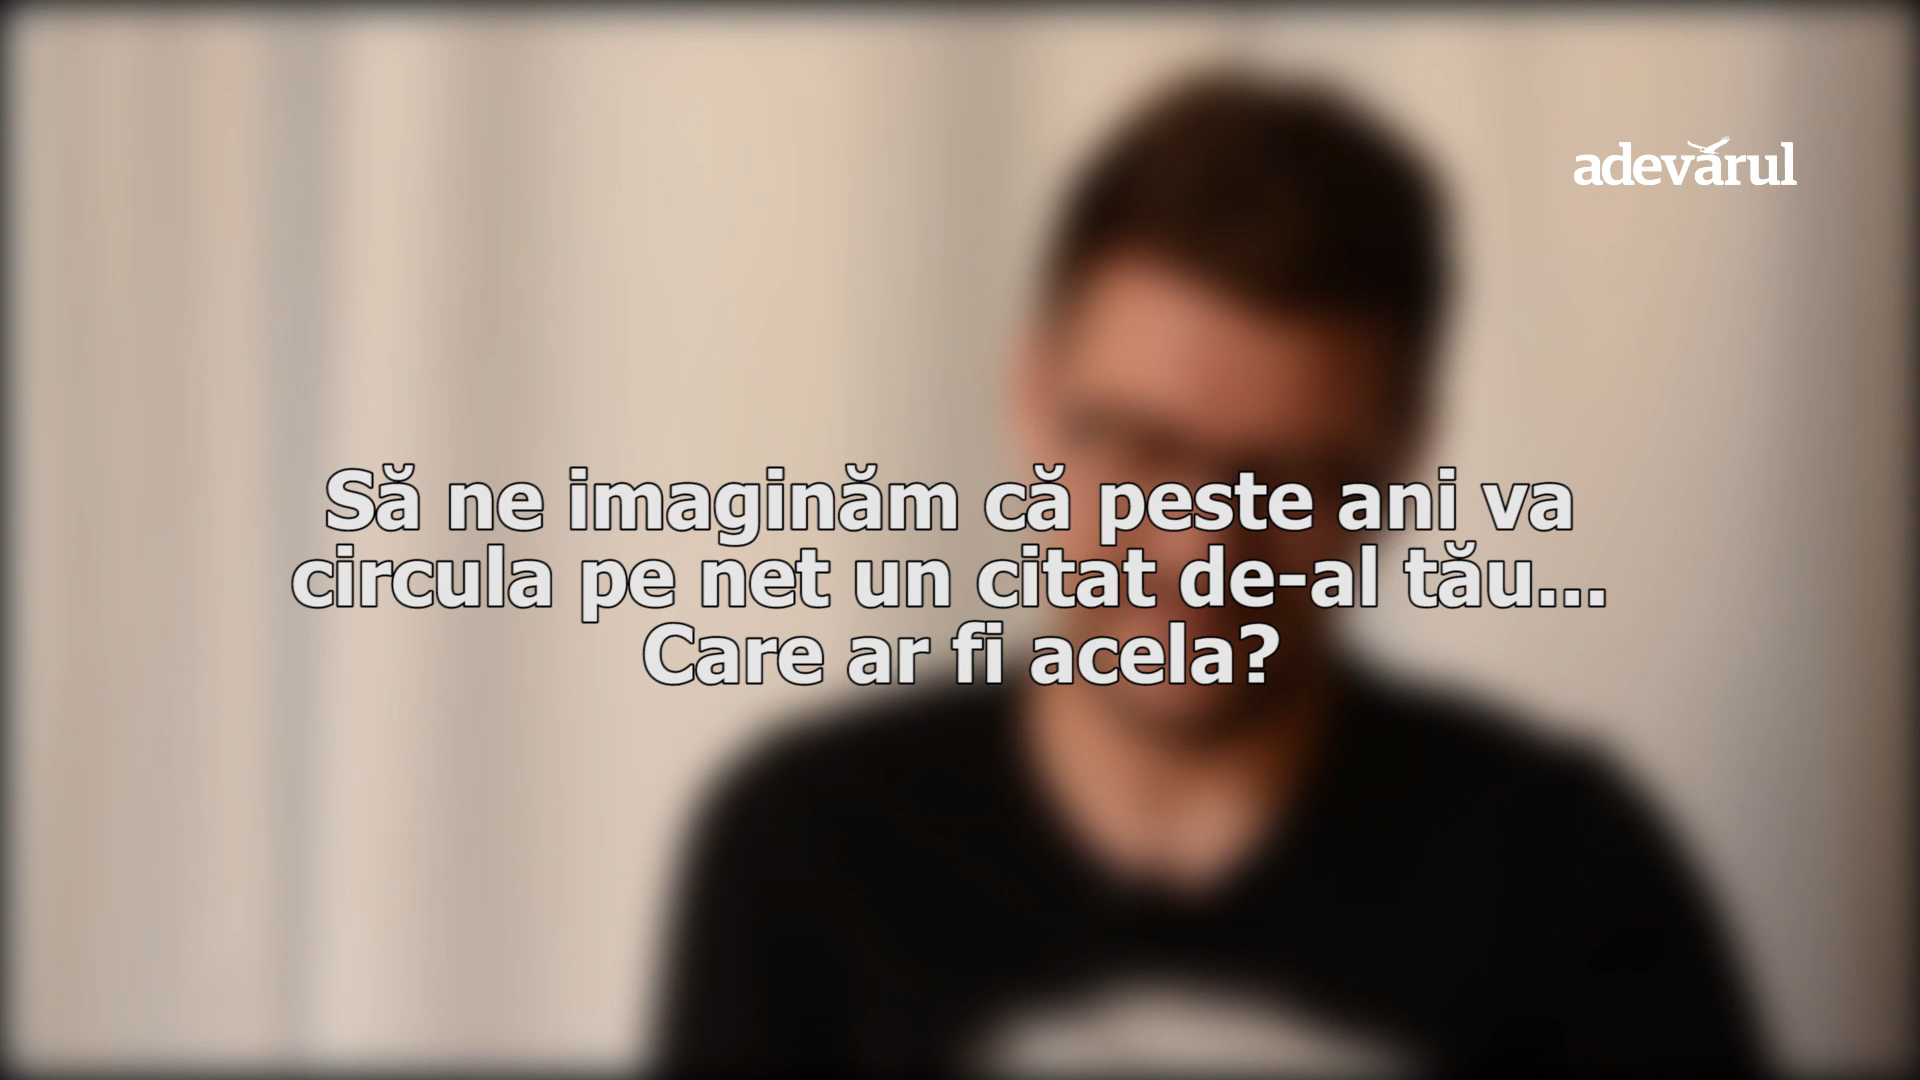 adevărul
Să ne imaginăm că peste ani va
circula pe net un citat de-al tău...
Care ar fi acela?